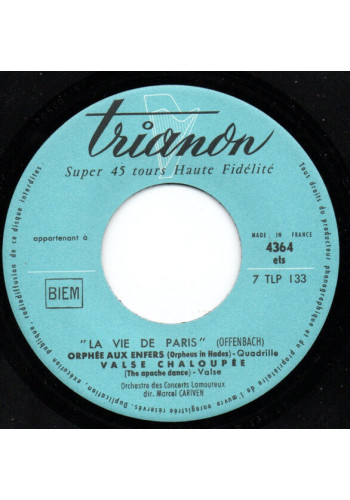 trianon
Super 45 tours Haute Fidélité
appartenant à
BIEM
MADE IN FRANCE
4364
ets
7 TLP 133
"LA VIE DE PARIS" (OFFENBACH)
ORPHÉE AUX ENFERS (Orpheus in Hades) - Quadrille
VALSE CHALOUPÉE
(The apache dance) - Valse
Orchestre des Concerts Lamoureux
dir. Marcel CARIVEN
Tous droits du producteur phonographique et du propriétaire de l'œuvre enregistrée réservés. Duplication, exécution publique, radiodiffusion de ce disque interdites.